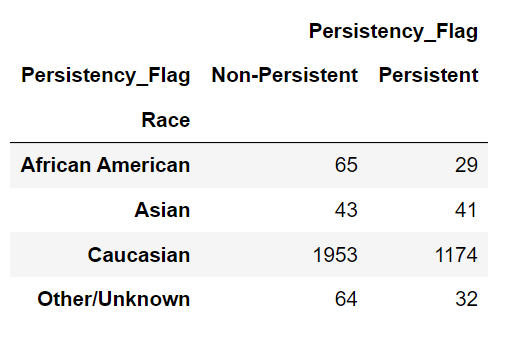 Persistency_Flag
Persistency_Flag Non-Persistent Persistent
Race
African American 65 29
Asian 43 41
Caucasian 1953 1174
Other/Unknown 64 32